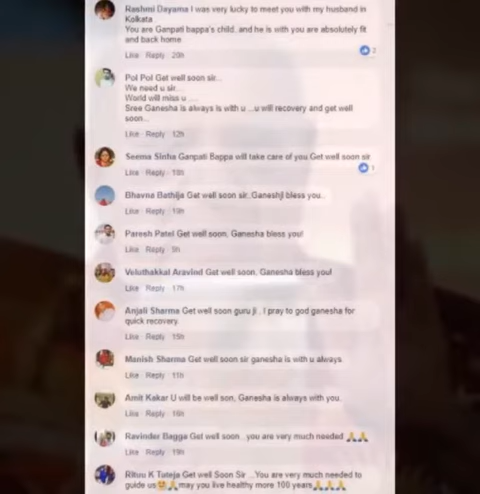 Rashmi Dayama I was very lucky to meet you with my husband in
Kolkata
You are Ganpati bappa's child, and he is with you are absolutely fit
and back home
Like Reply 20h
2
Pol Pol Get well soon sir...
We need u sir...
World will miss u ....
Sree Ganesha is always is with u ...u will recovery and get well
soon...
Like Reply 12h
Seema Sinha Ganpati Bappa will take care of you Get well soon sir
Like Reply
1
Bhavna Bathija Get well soon sir, Ganeshji bless you..
Like Reply 19h
Paresh Patel Get well soon, Ganesha bless you!
Like Reply 5h
Veluthakkal Aravind Get well soon, Ganesha bless you!
Like Reply 17h
Anjali Sharma Get well soon guru ji , I pray to god ganesha for
quick recovery.
Like Reply 15h
Manish Sharma Get well soon sir ganesha is with u always.
Like Reply 11h
Amit Kakar U will be well son, Ganesha is always with you.
Like Reply 16h
Ravinder Bagga Get well soon.. you are very much needed 🙏🙏
Like Reply 19h
Rituu K Tuteja Get well Soon Sir ...You are very much needed to
guide us😍🙏may you live healthy more 100 years🙏🙏🙏